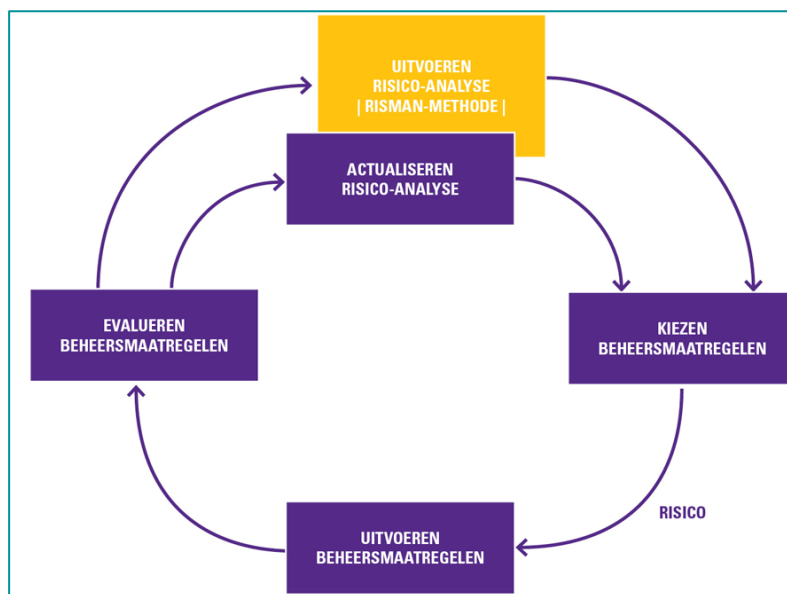 UITVOEREN
RISICO-ANALYSE
| RISMAN-METHODE |
ACTUALISEREN
RISICO-ANALYSE
EVALUEREN
BEHEERSMAATREGELEN
KIEZEN
BEHEERSMAATREGELEN
RISICO
UITVOEREN
BEHEERSMAATREGELEN